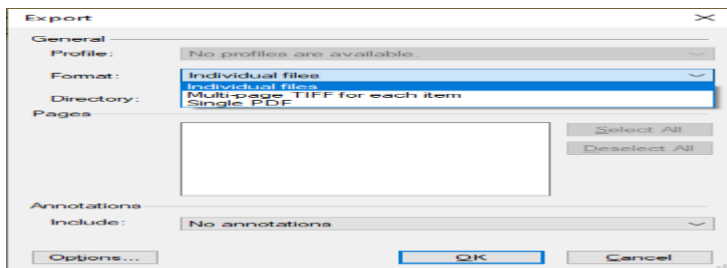 Export
General
Profile: No profiles are available.
Format: Individual files
Individual files
Multi-page TIFF for each item
Directory: Single PDF
Pages
Select All
Deselect All
Annotations
Include: No annotations
Options... OK Cancel